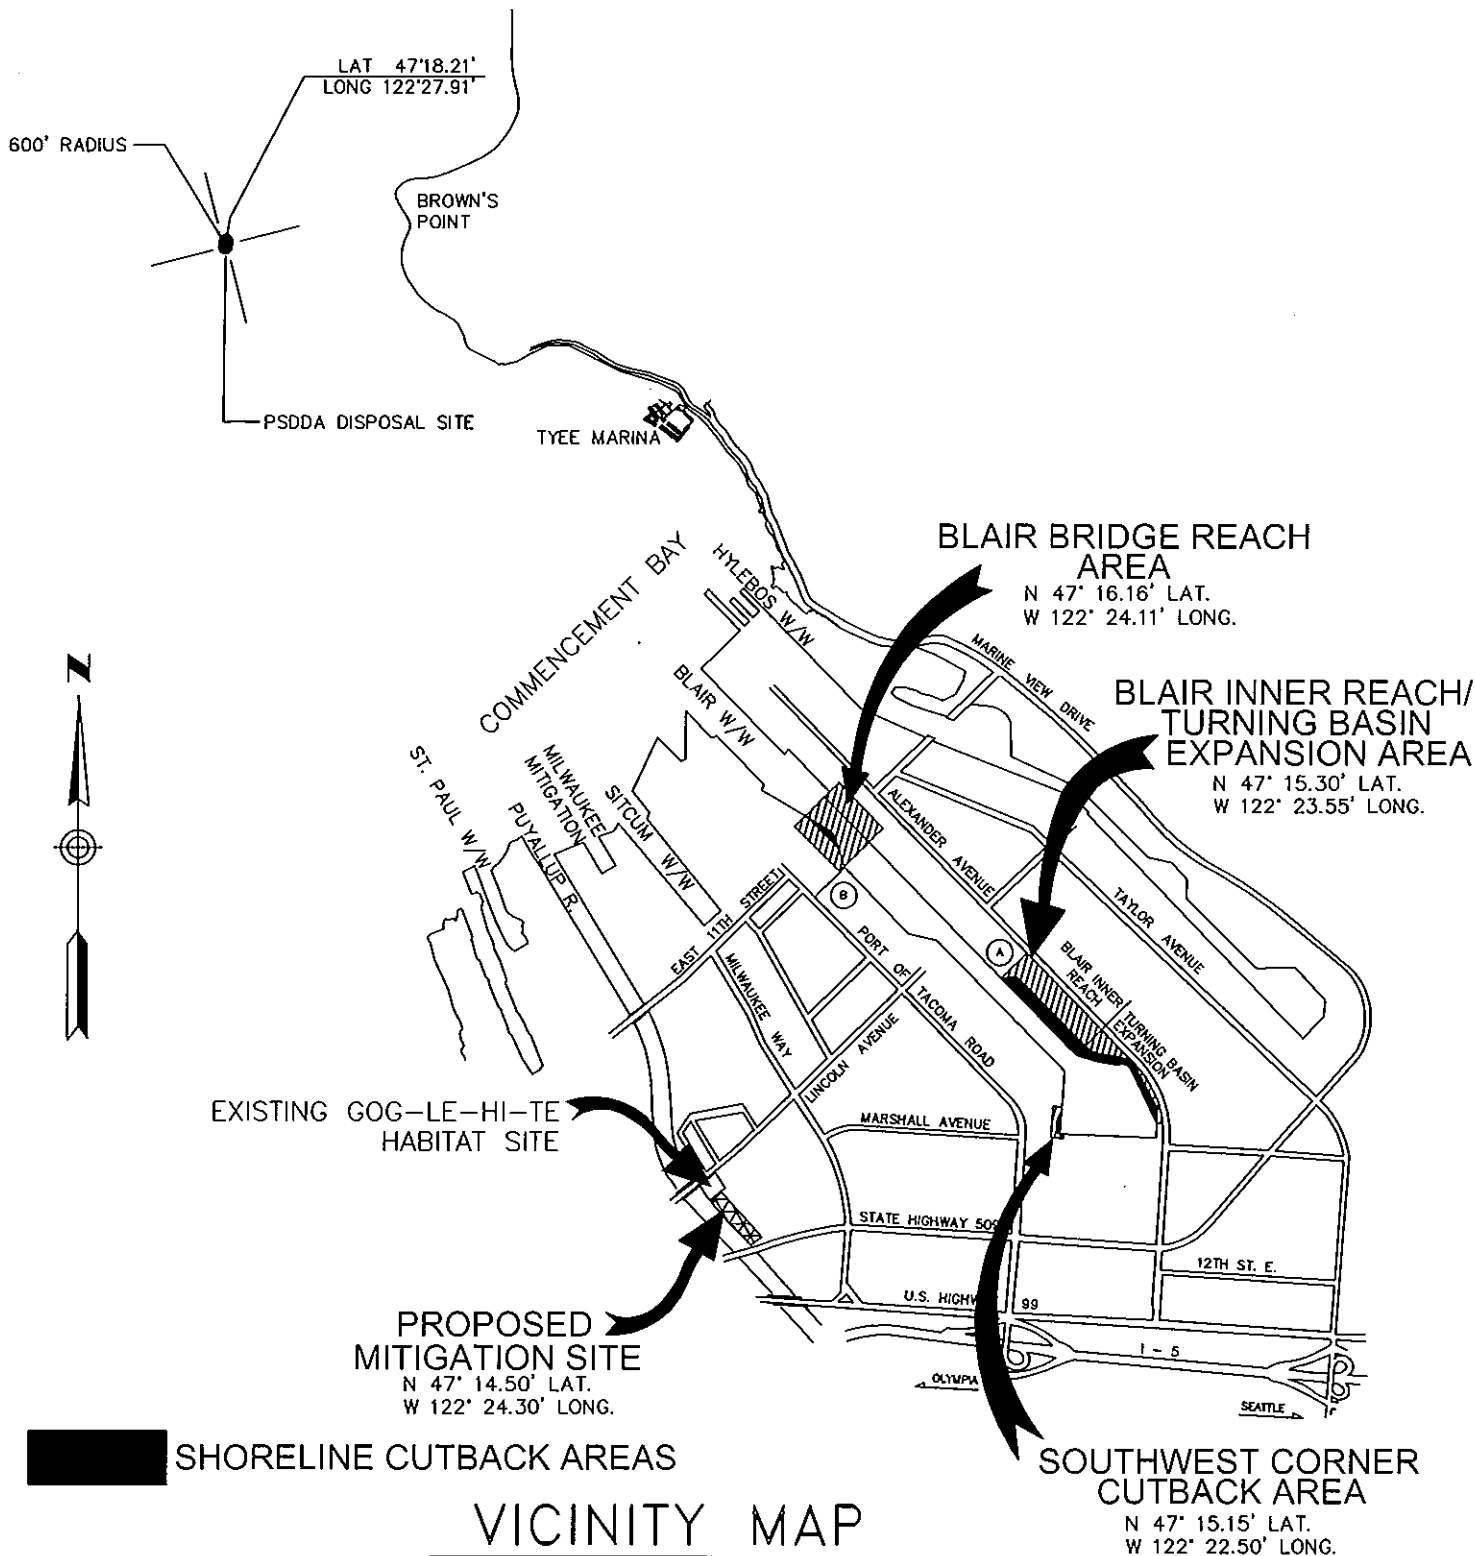 LAT 47°18.21'
LONG 122°27.91'
600' RADIUS
BROWN'S
POINT
PSDDA DISPOSAL SITE
TYEE MARINA
BLAIR BRIDGE REACH
AREA
N 47° 16.16' LAT.
W 122° 24.11' LONG.
COMMENCEMENT BAY
HYLEBOS W/W
BLAIR W/W
MARINE VIEW DRIVE
N
BLAIR INNER REACH/
TURNING BASIN
EXPANSION AREA
N 47° 15.30' LAT.
W 122° 23.55' LONG.
ST. PAUL W/W
PUYALLUP R.
MILWAUKEE
MITIGATION
SITCUM W/W
ALEXANDER AVENUE
TAYLOR AVENUE
EAST 11TH STREET
B
A
PORT OF TACOMA ROAD
BLAIR INNER
REACH
TURNING BASIN
EXPANSION
MILWAUKEE WAY
LINCOLN AVENUE
EXISTING GOG-LE-HI-TE
HABITAT SITE
MARSHALL AVENUE
STATE HIGHWAY 509
12TH ST. E.
U.S. HIGHW 99
I - 5
PROPOSED
MITIGATION SITE
N 47° 14.50' LAT.
W 122° 24.30' LONG.
OLYMPIA
SEATTLE
SHORELINE CUTBACK AREAS
SOUTHWEST CORNER
CUTBACK AREA
N 47° 15.15' LAT.
W 122° 22.50' LONG.
VICINITY MAP